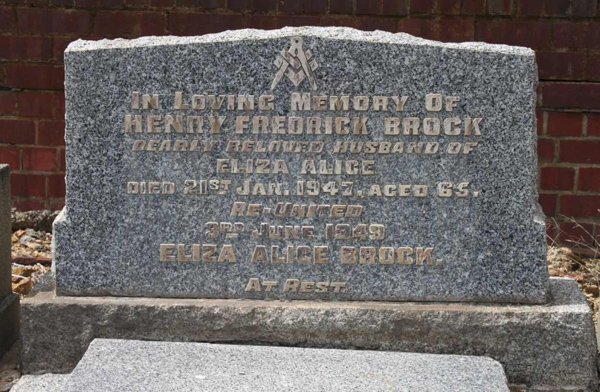 In Loving Memory Of
Henry Fredrick Brock
Dearly Beloved Husband of
Eliza Alice
Died 21st Jan. 1947. Aged 65.
Re-United
3rd June 1949
Eliza Alice Brock.
At Rest.